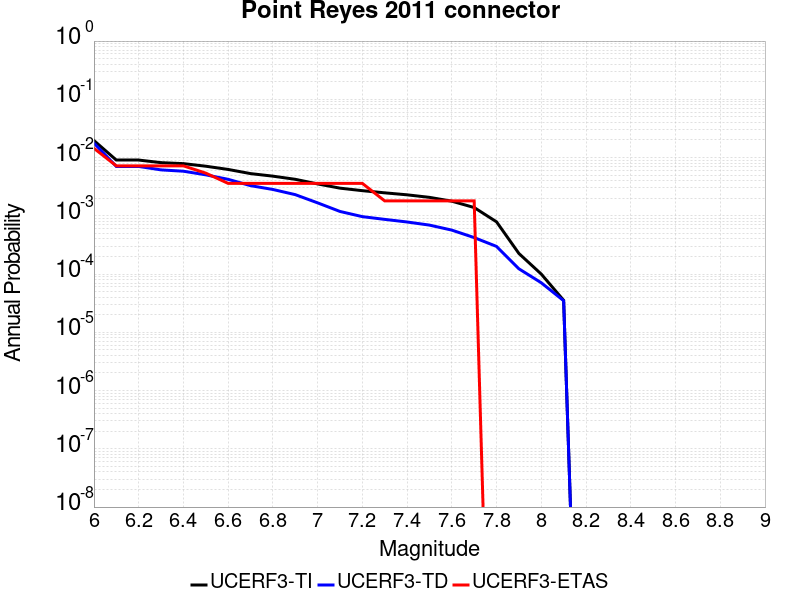 Point Reyes 2011 connector
10^0
10^-1
10^-2
10^-3
10^-4
10^-5
10^-6
10^-7
10^-8
Annual Probability
6 6.2 6.4 6.6 6.8 7 7.2 7.4 7.6 7.8 8 8.2 8.4 8.6 8.8 9
Magnitude
UCERF3-TI UCERF3-TD UCERF3-ETAS